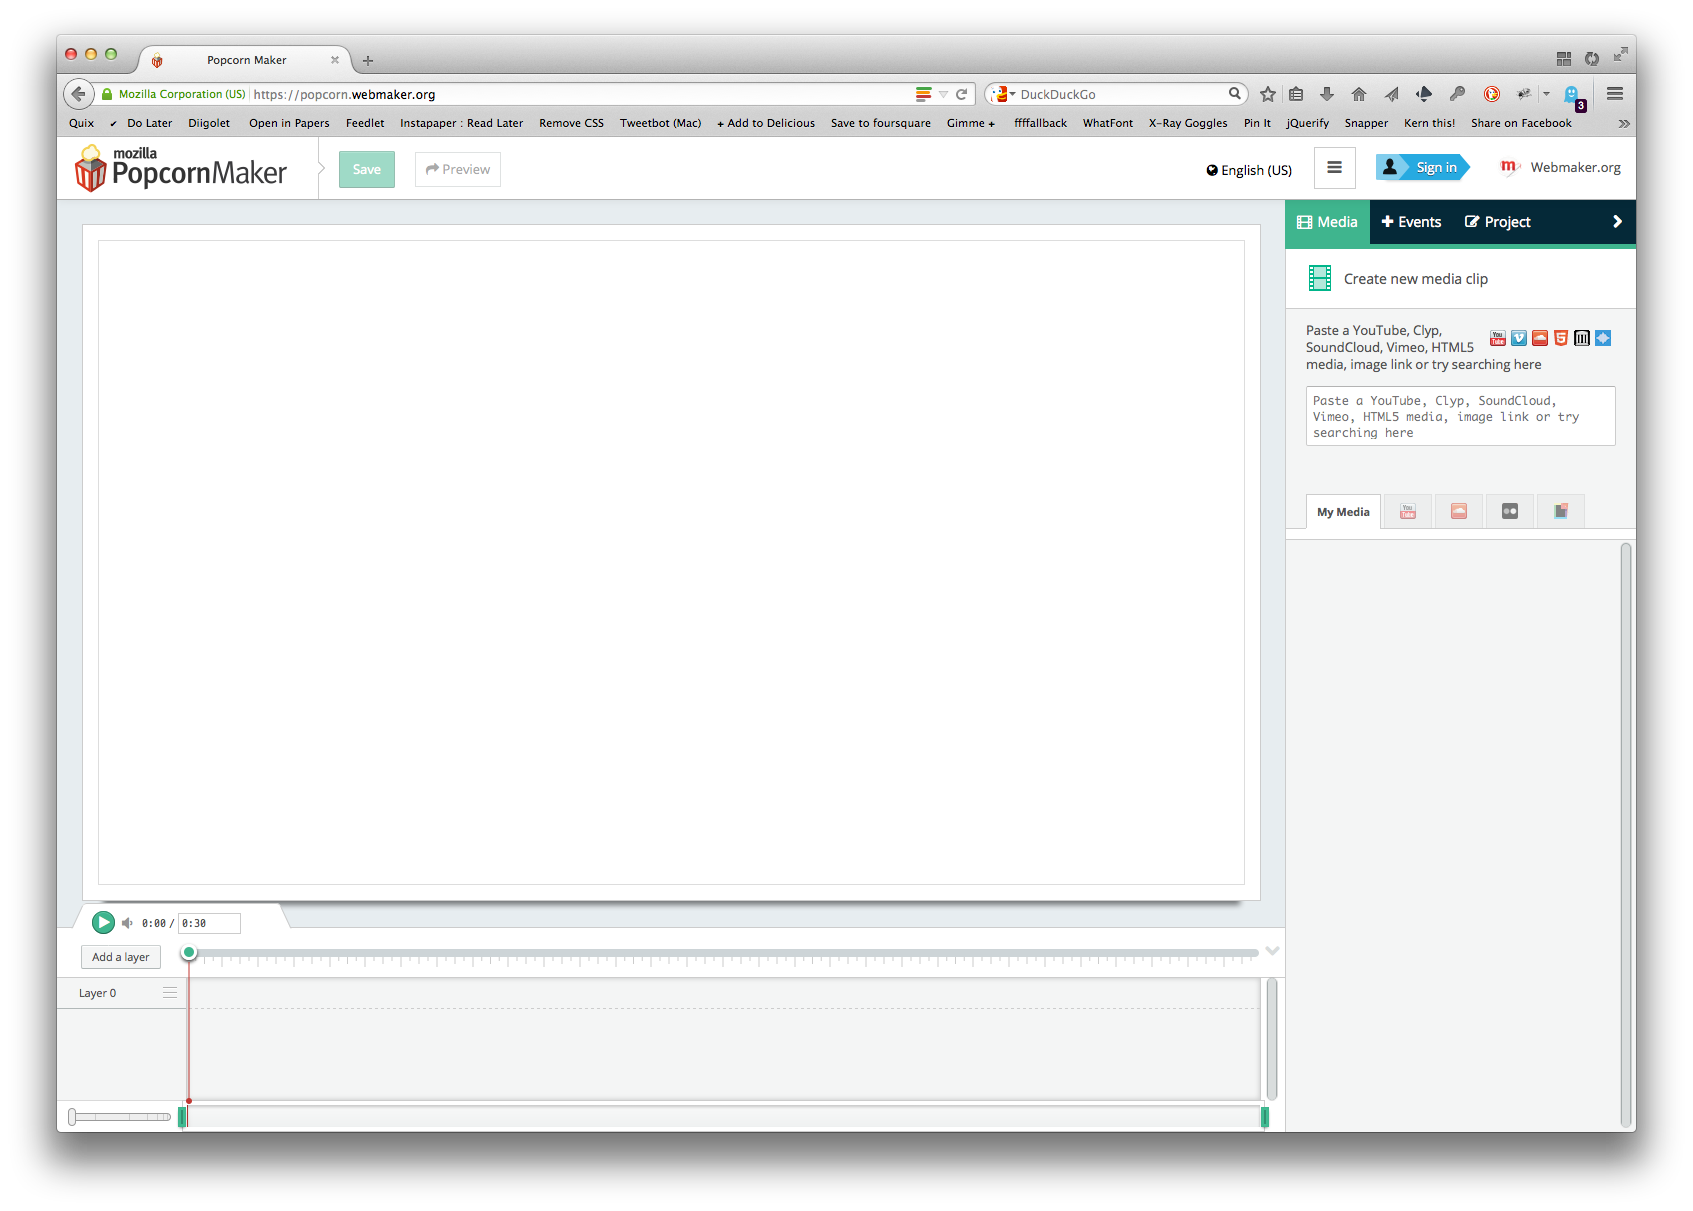 Popcorn Maker
Mozilla Corporation (US) https://popcorn.webmaker.org
DuckDuckGo
3
Quix ✔ Do Later Diigolet Open in Papers Feedlet Instapaper : Read Later Remove CSS Tweetbot (Mac) + Add to Delicious Save to foursquare Gimme + ffffallback WhatFont X-Ray Goggles Pin It jQuerify Snapper Kern this! Share on Facebook »
mozilla
PopcornMaker
Save
Preview
English (US)
Sign in
m
Webmaker.org
Media
Events
Project
Create new media clip
Paste a YouTube, Clyp,
SoundCloud, Vimeo, HTML5
media, image link or try searching here
You Tube
Paste a YouTube, Clyp, SoundCloud,
Vimeo, HTML5 media, image link or try
searching here
My Media
You Tube
0:00 / 0:30
Add a layer
Layer 0